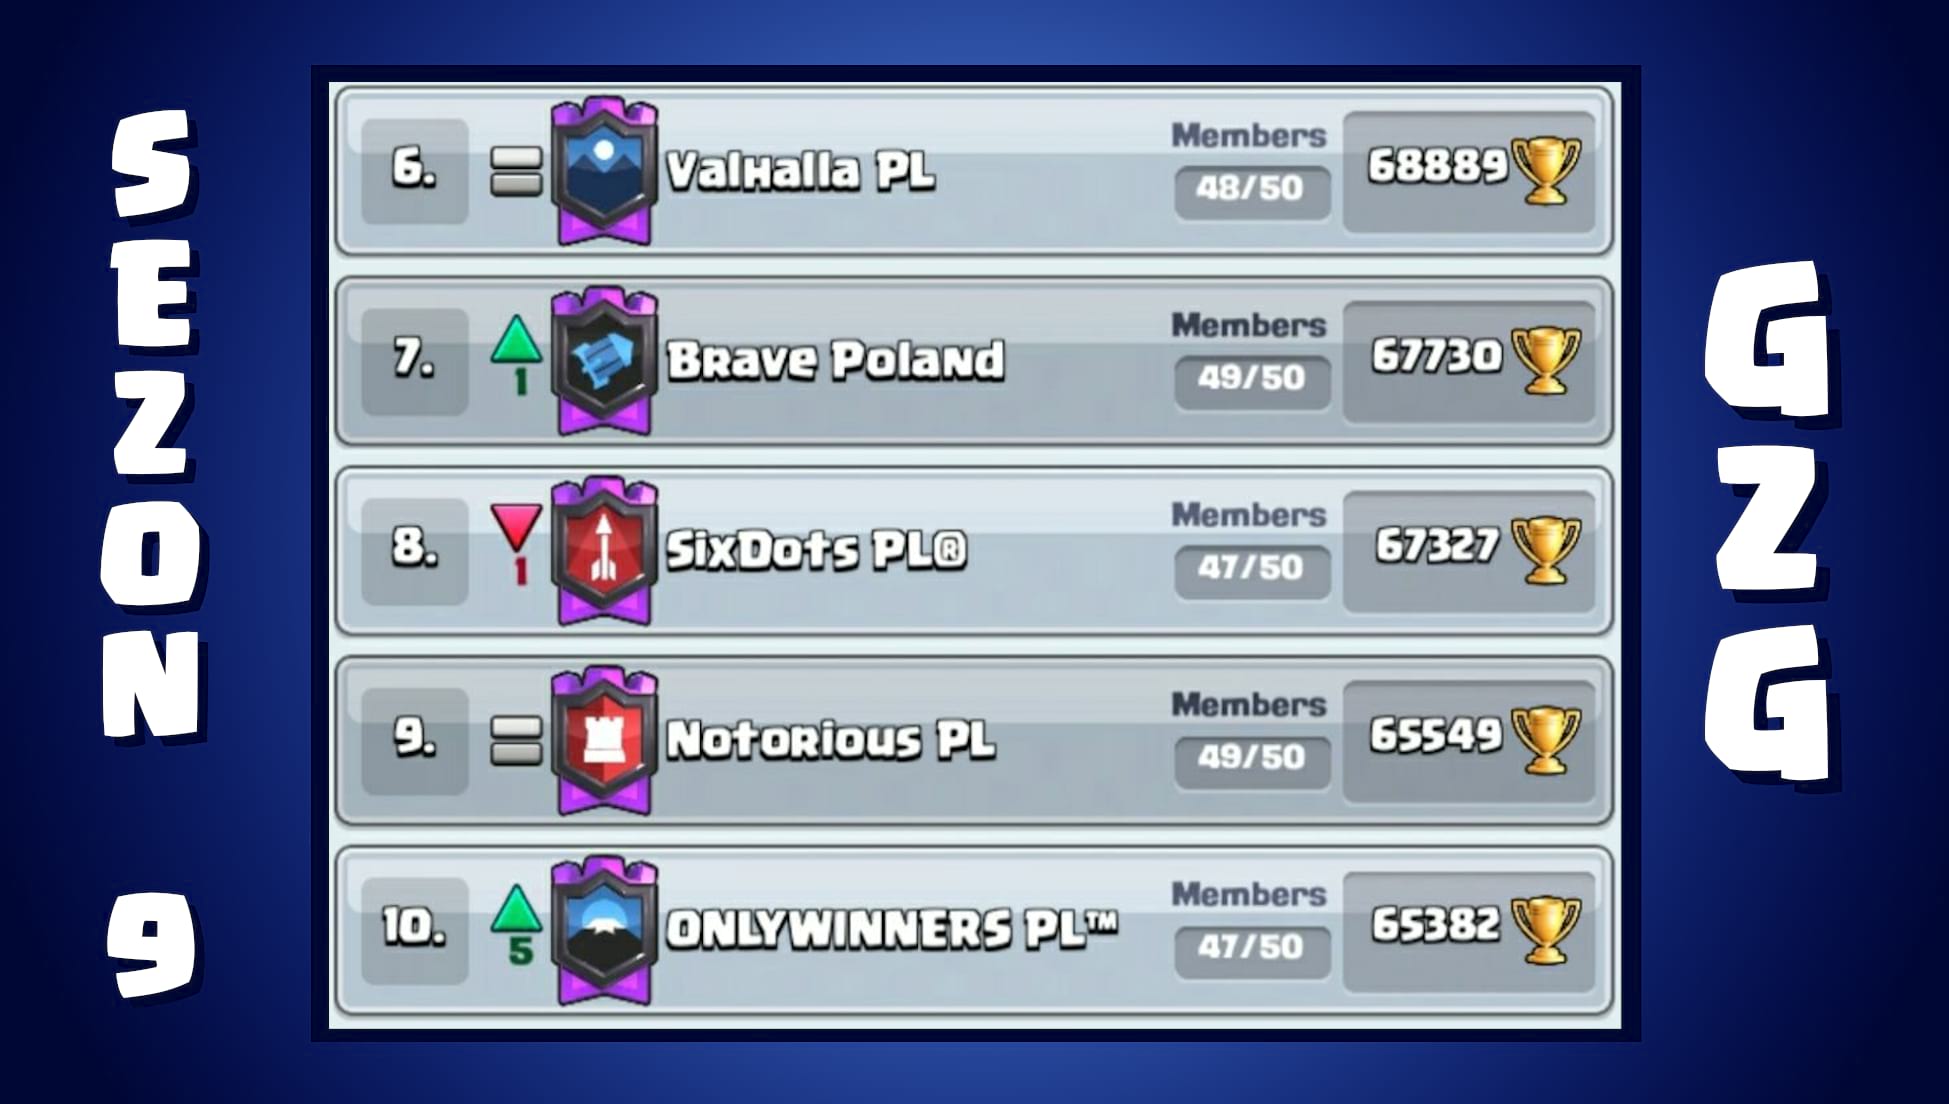 SEZON 9
6. = Valhalla PL Members 48/50 68889
7. 1 Brave Poland Members 49/50 67730
8. 1 SixDots PL® Members 47/50 67327
9. = Notorious PL Members 49/50 65549
10. 5 ONLYWINNERS PL™ Members 47/50 65382
GZG